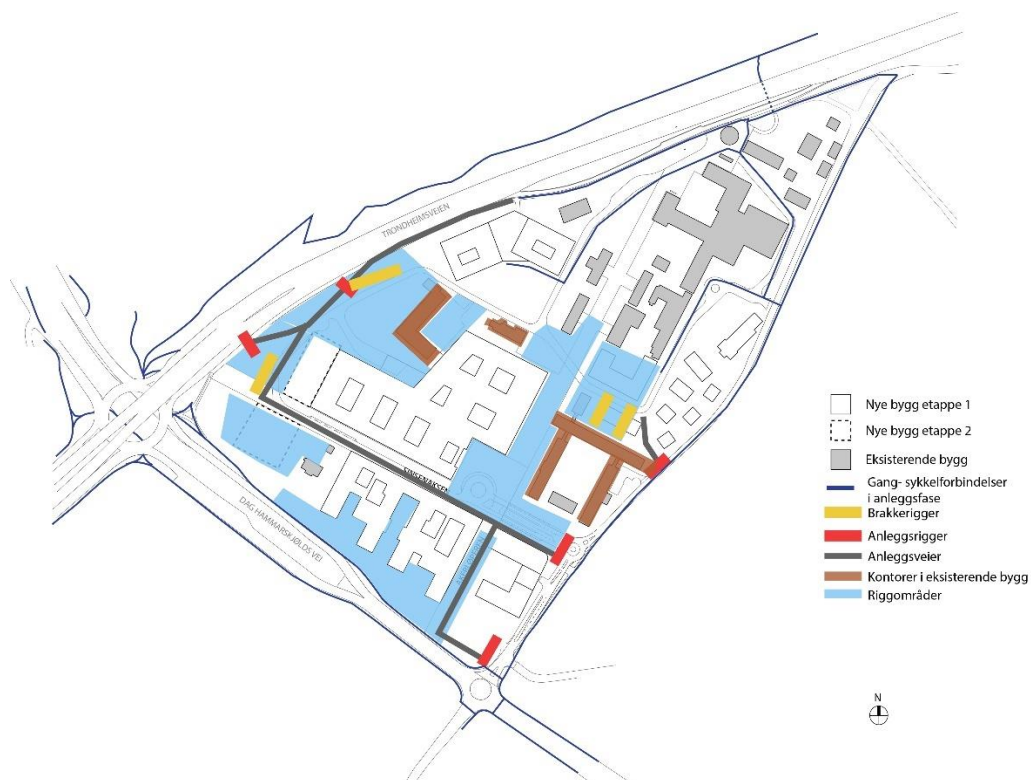 TRONDHEIMSVEIEN
SINSENAKSEN
DAG HAMMARSKJØLDS VEI
Nye bygg etappe 1
Nye bygg etappe 2
Eksisterende bygg
Gang- sykkelforbindelser
i anleggsfase
Brakkerigger
Anleggsrigger
Anleggsveier
Kontorer i eksisterende bygg
Riggområder
N